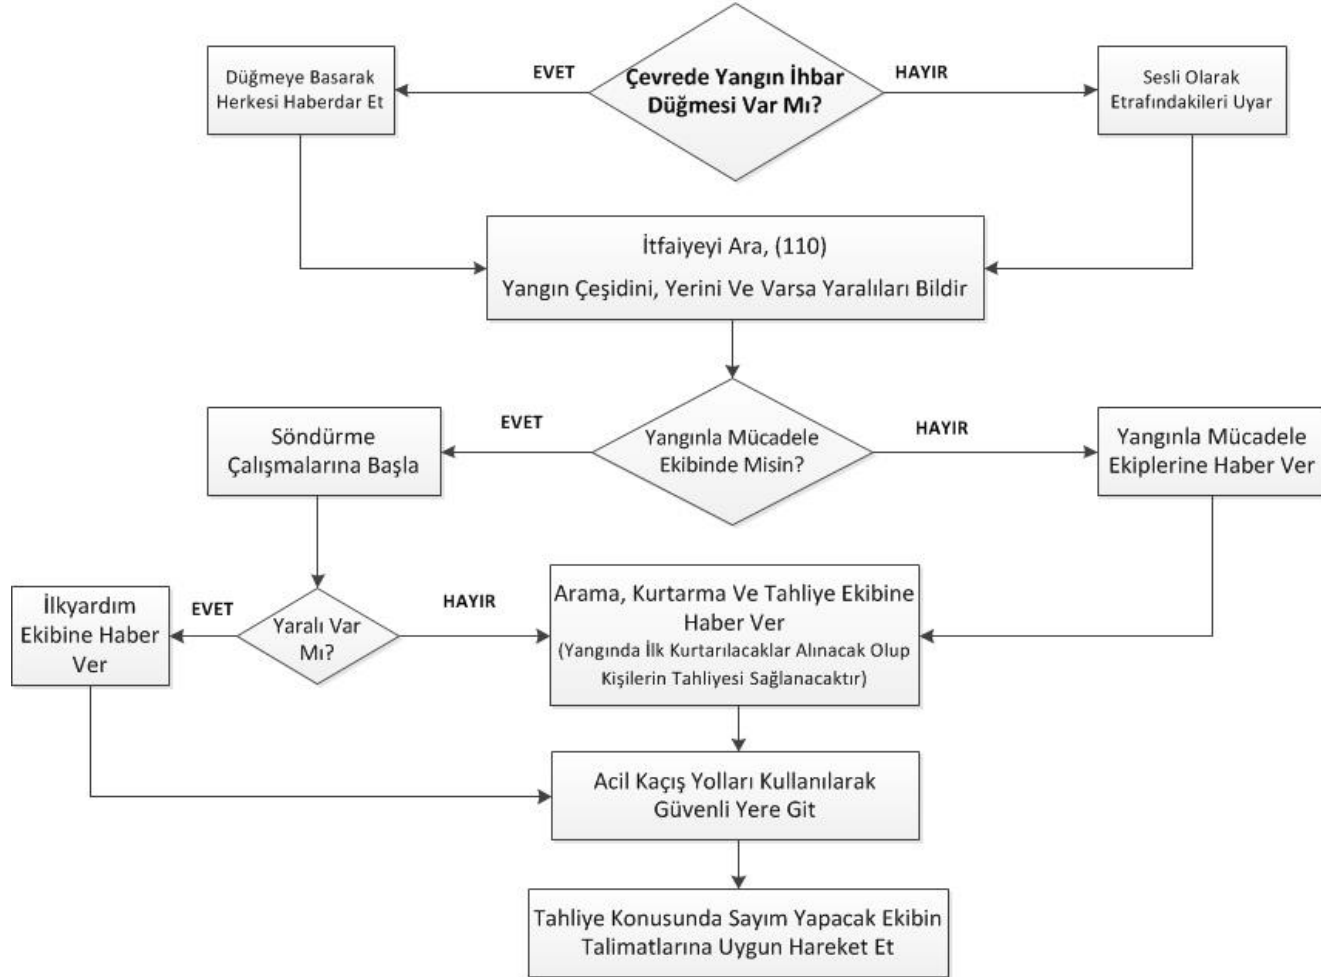 EVET
Çevrede Yangın İhbar
Düğmesi Var Mı?
HAYIR
Düğmeye Basarak
Herkesi Haberdar Et
Sesli Olarak
Etrafındakileri Uyar
İtfaiyeyi Ara, (110)
Yangın Çeşidini, Yerini Ve Varsa Yaralıları Bildir
EVET
Yangınla Mücadele
Ekibinde Misin?
HAYIR
Söndürme
Çalışmalarına Başla
Yangınla Mücadele
Ekiplerine Haber Ver
İlkyardım
Ekibine Haber
Ver
EVET
Yaralı Var
Mı?
HAYIR
Arama, Kurtarma Ve Tahliye Ekibine
Haber Ver
(Yangında İlk Kurtarılacaklar Alınacak Olup
Kişilerin Tahliyesi Sağlanacaktır)
Acil Kaçış Yolları Kullanılarak
Güvenli Yere Git
Tahliye Konusunda Sayım Yapacak Ekibin
Talimatlarına Uygun Hareket Et